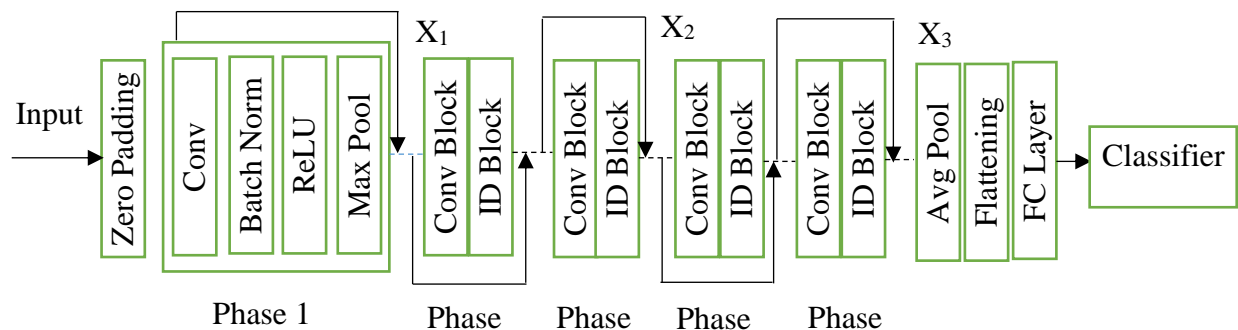 X₁
X₂
X₃
Input
Zero Padding
Conv
Batch Norm
ReLU
Max Pool
Conv Block
ID Block
Conv Block
ID Block
Conv Block
ID Block
Conv Block
ID Block
Avg Pool
Flattening
FC Layer
Classifier
Phase 1
Phase
Phase
Phase
Phase